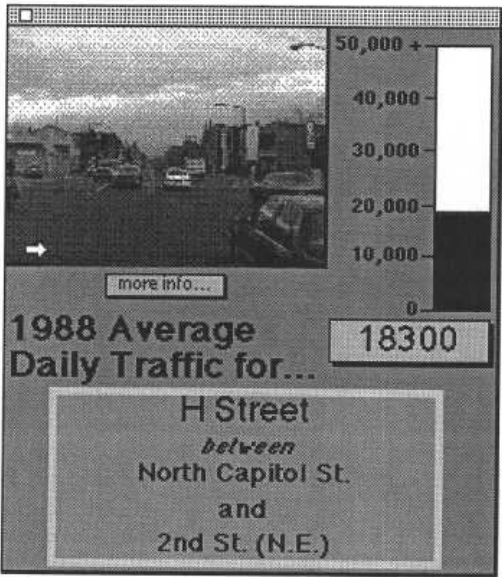 50,000 +
40,000
30,000
20,000
10,000
0
more info...
18300
1988 Average
Daily Traffic for...
H Street
between
North Capitol St.
and
2nd St. (N.E.)